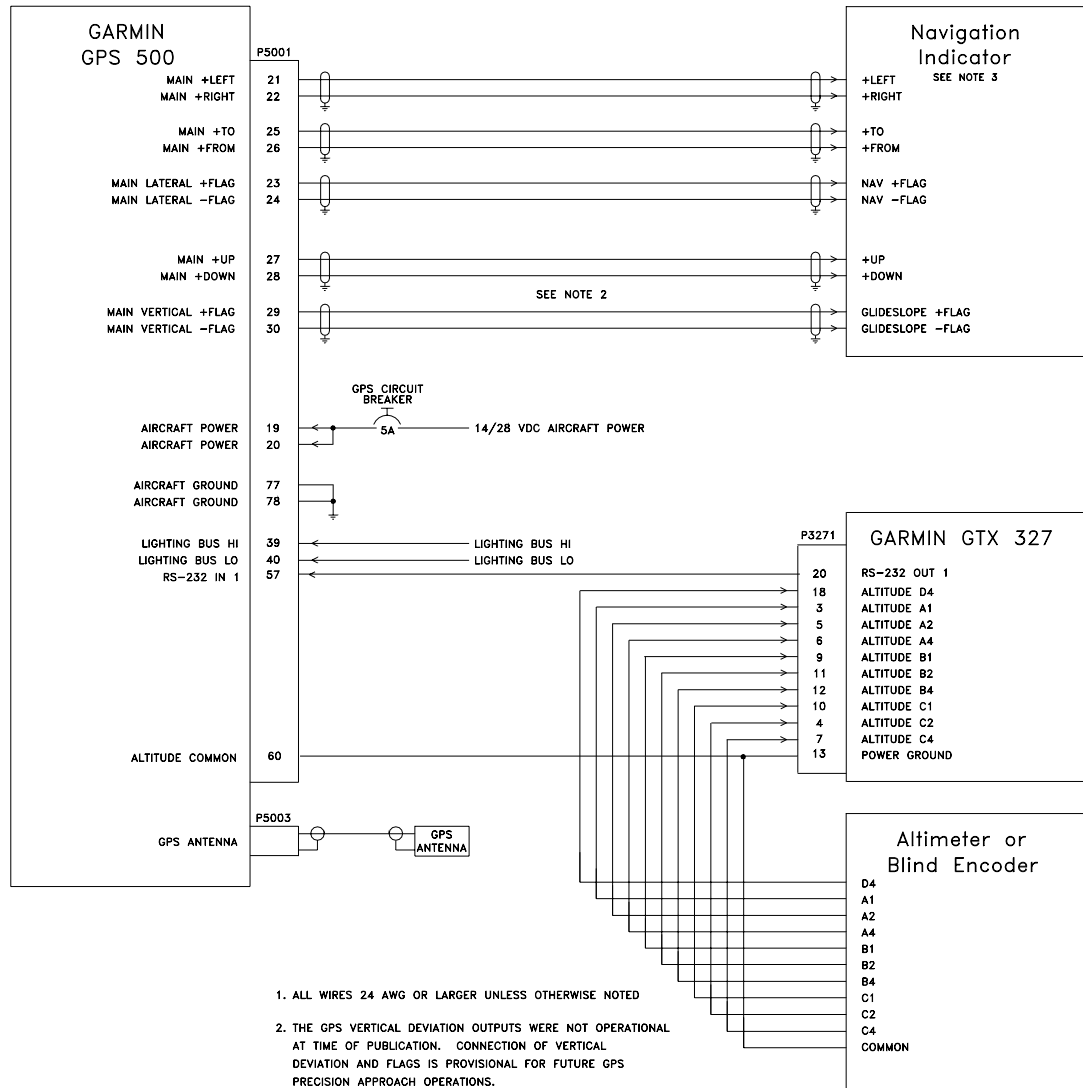 GARMIN
GPS 500
P5001
MAIN +LEFT 21
MAIN +RIGHT 22
MAIN +TO 25
MAIN +FROM 26
MAIN LATERAL +FLAG 23
MAIN LATERAL -FLAG 24
MAIN +UP 27
MAIN +DOWN 28
MAIN VERTICAL +FLAG 29
MAIN VERTICAL -FLAG 30
SEE NOTE 2
Navigation
Indicator
SEE NOTE 3
+LEFT
+RIGHT
+TO
+FROM
NAV +FLAG
NAV -FLAG
+UP
+DOWN
GLIDESLOPE +FLAG
GLIDESLOPE -FLAG
GPS CIRCUIT
BREAKER
AIRCRAFT POWER 19
5A
14/28 VDC AIRCRAFT POWER
AIRCRAFT POWER 20
AIRCRAFT GROUND 77
AIRCRAFT GROUND 78
LIGHTING BUS HI 39
LIGHTING BUS HI
LIGHTING BUS LO 40
LIGHTING BUS LO
RS-232 IN 1 57
ALTITUDE COMMON 60
P5003
GPS ANTENNA
GPS
ANTENNA
P3271
GARMIN GTX 327
20 RS-232 OUT 1
18 ALTITUDE D4
3 ALTITUDE A1
5 ALTITUDE A2
6 ALTITUDE A4
9 ALTITUDE B1
11 ALTITUDE B2
12 ALTITUDE B4
10 ALTITUDE C1
4 ALTITUDE C2
7 ALTITUDE C4
13 POWER GROUND
Altimeter or
Blind Encoder
D4
A1
A2
A4
B1
B2
B4
C1
C2
C4
COMMON
1. ALL WIRES 24 AWG OR LARGER UNLESS OTHERWISE NOTED
2. THE GPS VERTICAL DEVIATION OUTPUTS WERE NOT OPERATIONAL
AT TIME OF PUBLICATION. CONNECTION OF VERTICAL
DEVIATION AND FLAGS IS PROVISIONAL FOR FUTURE GPS
PRECISION APPROACH OPERATIONS.